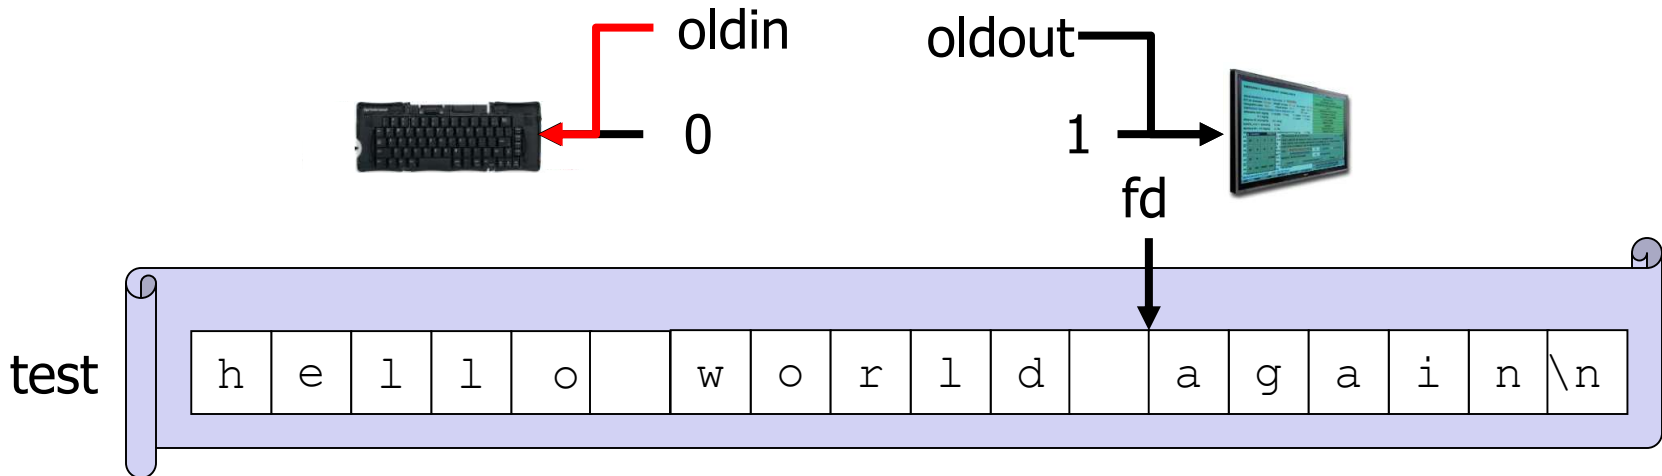 oldin oldout
0 1
fd
test h e l l o w o r l d a g a i n \n